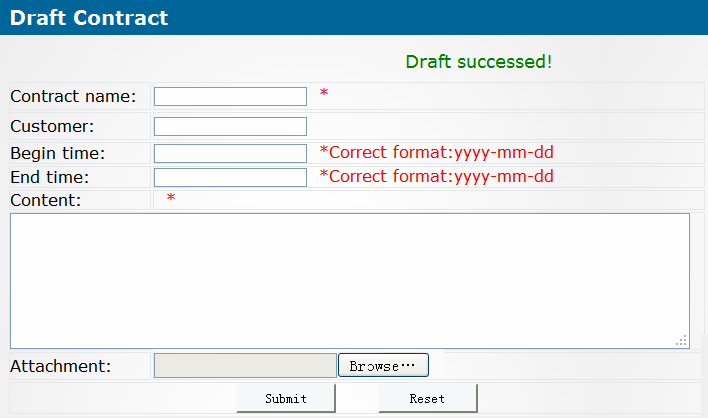 Draft Contract
Draft successed!
Contract name: *
Customer:
Begin time: *Correct format:yyyy-mm-dd
End time: *Correct format:yyyy-mm-dd
Content: *
Attachment: Browse…
Submit Reset